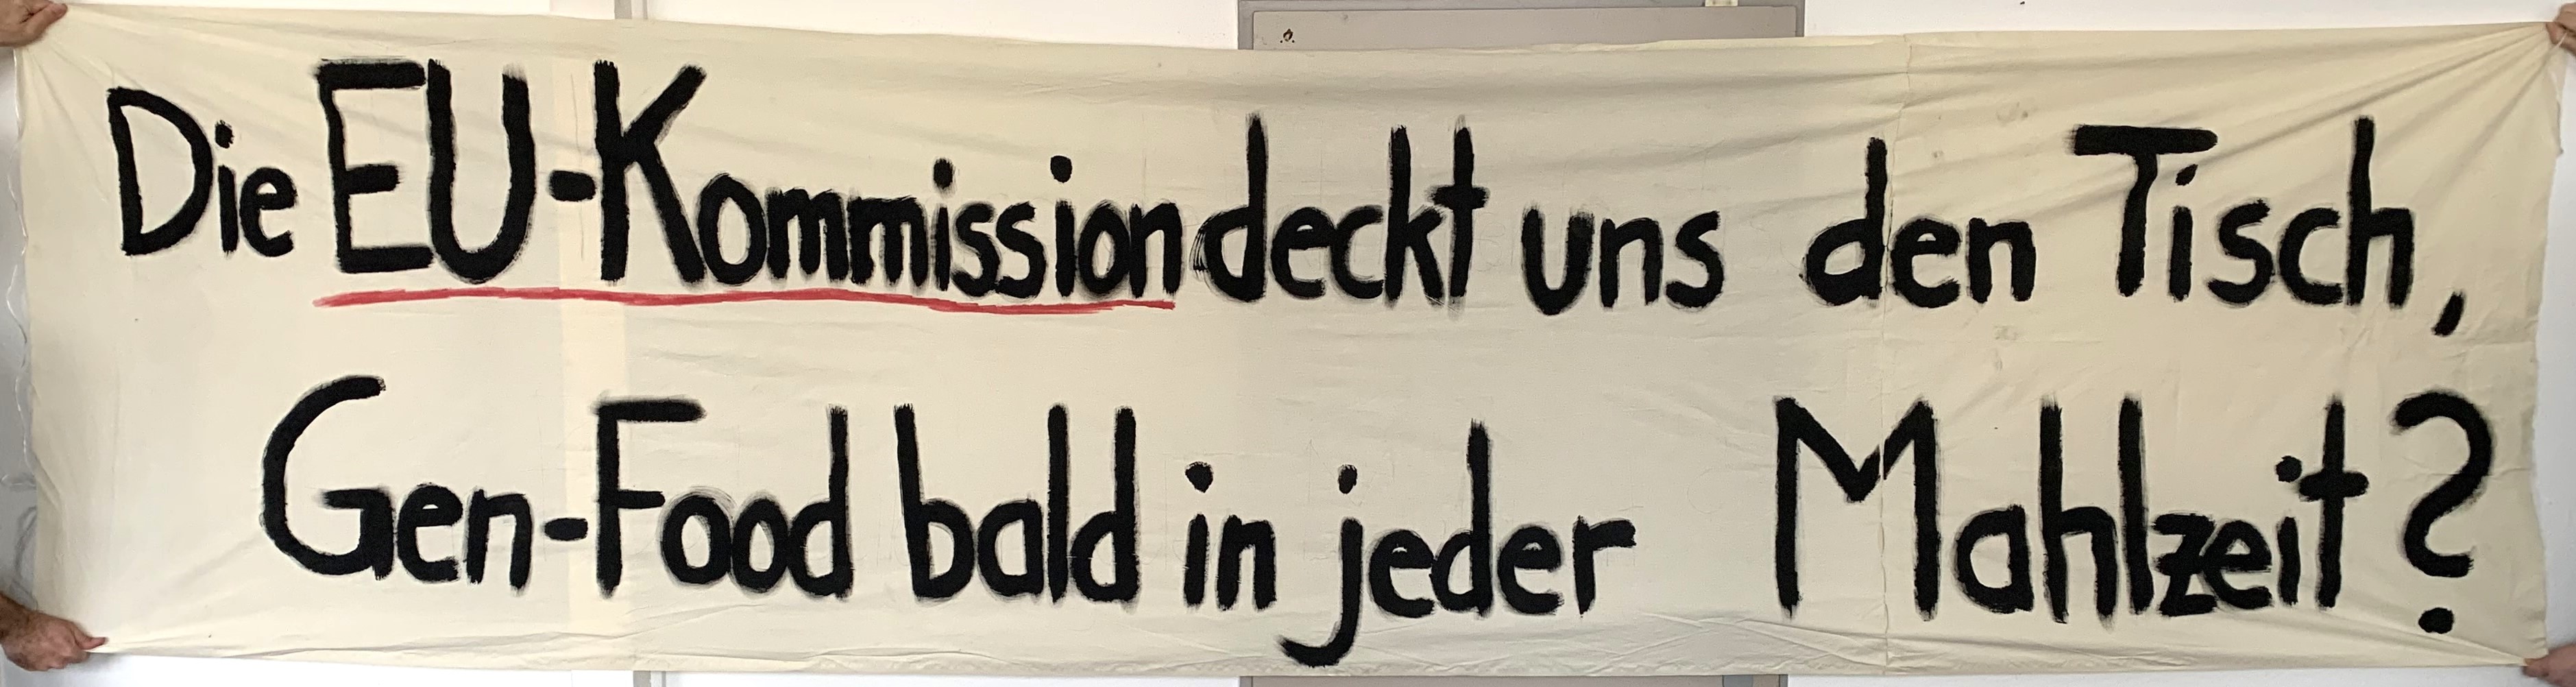 Die EU-Kommission deckt uns den Tisch,
Gen-Food bald in jeder Mahlzeit?